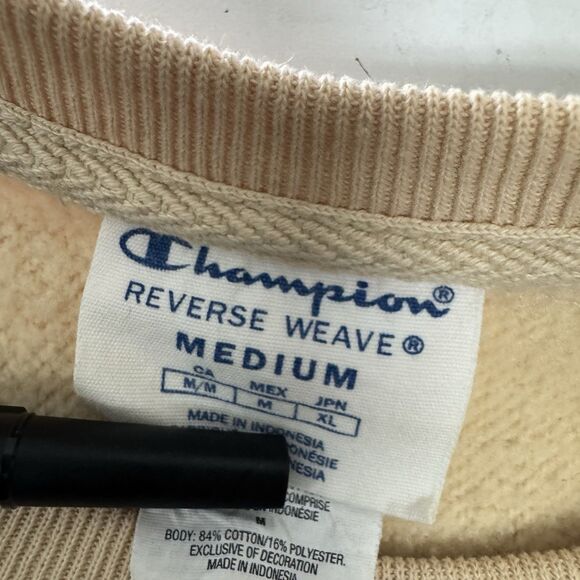 Champion®
REVERSE WEAVE®
MEDIUM
CA MEX JPN
M/M M XL
MADE IN INDONESIA
COMPRISE
M
BODY: 84% COTTON/16% POLYESTER.
EXCLUSIVE OF DECORATION
MADE IN INDONESIA